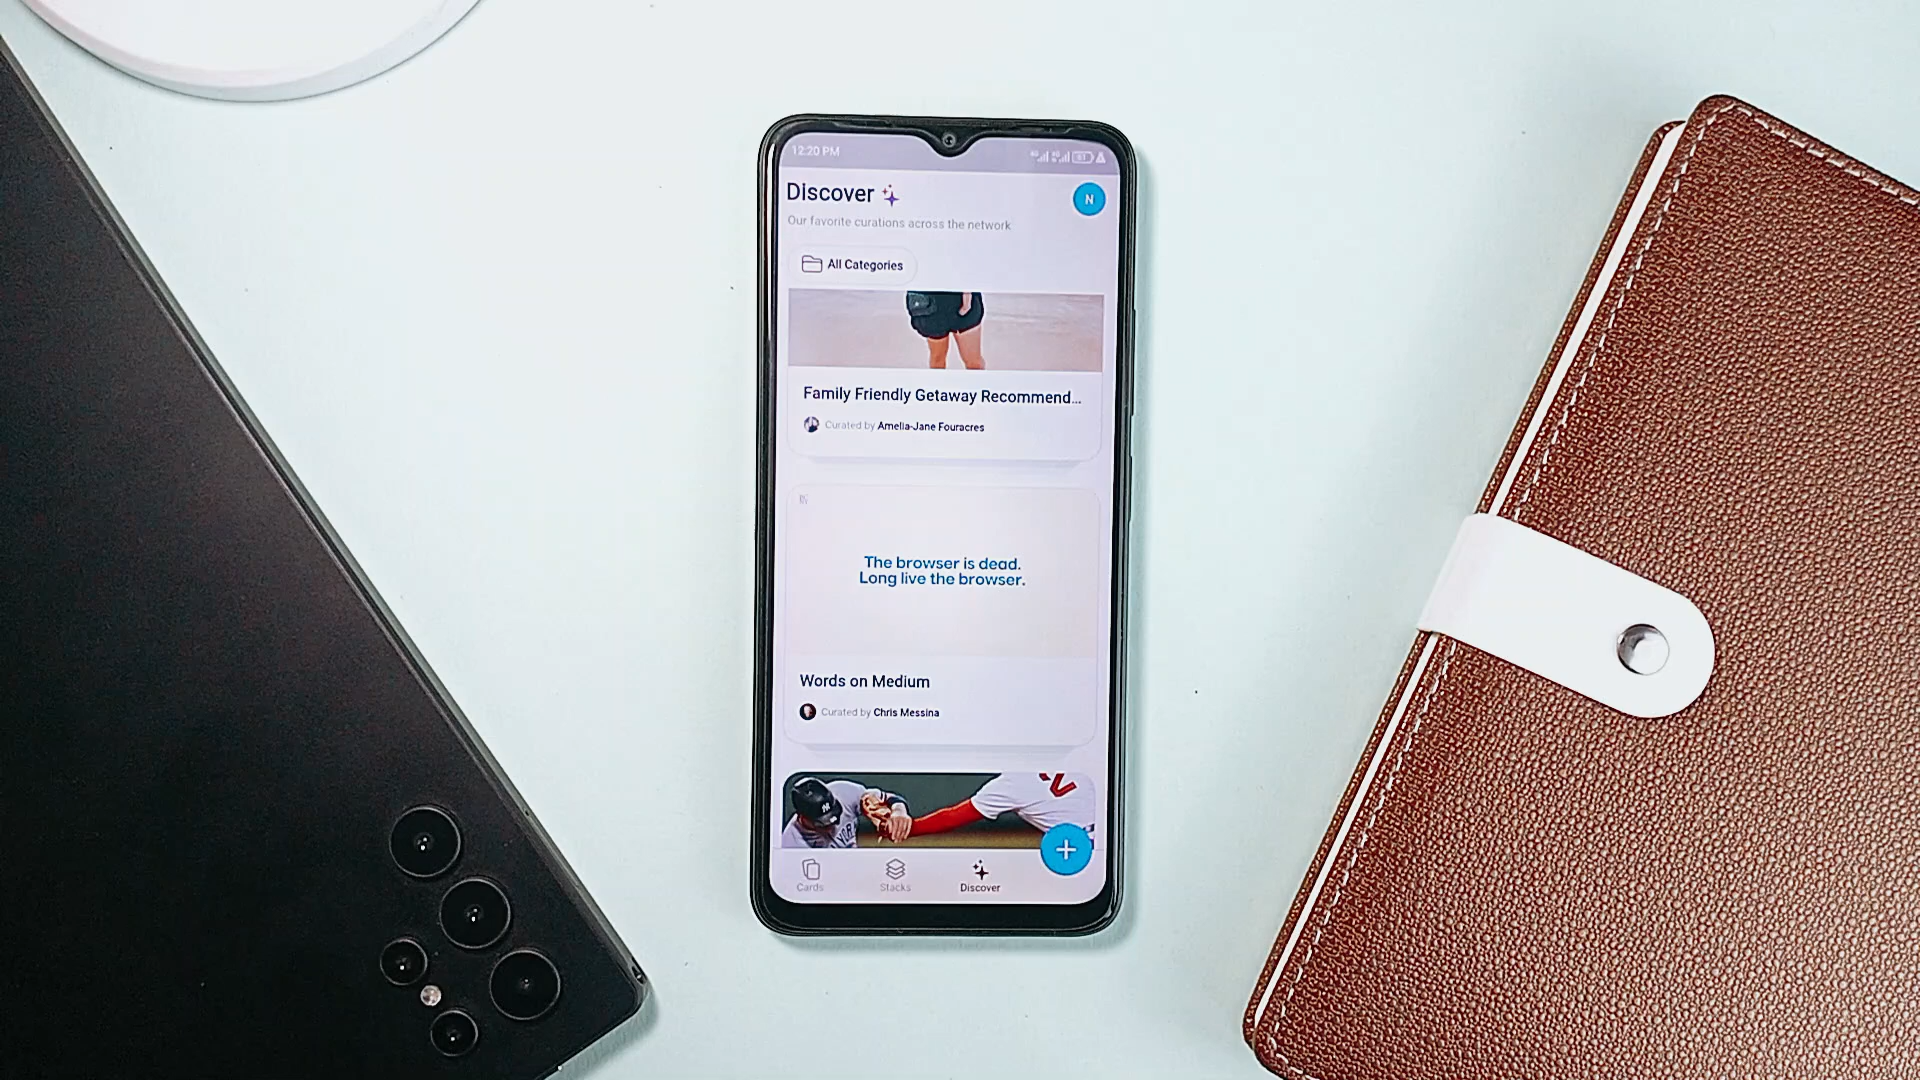 12:20 PM
Discover
N
Our favorite curations across the network
All Categories
Family Friendly Getaway Recommend...
Curated by Amelia-Jane Fouracres
The browser is dead.
Long live the browser.
Words on Medium
Curated by Chris Messina
Cards
Stacks
Discover